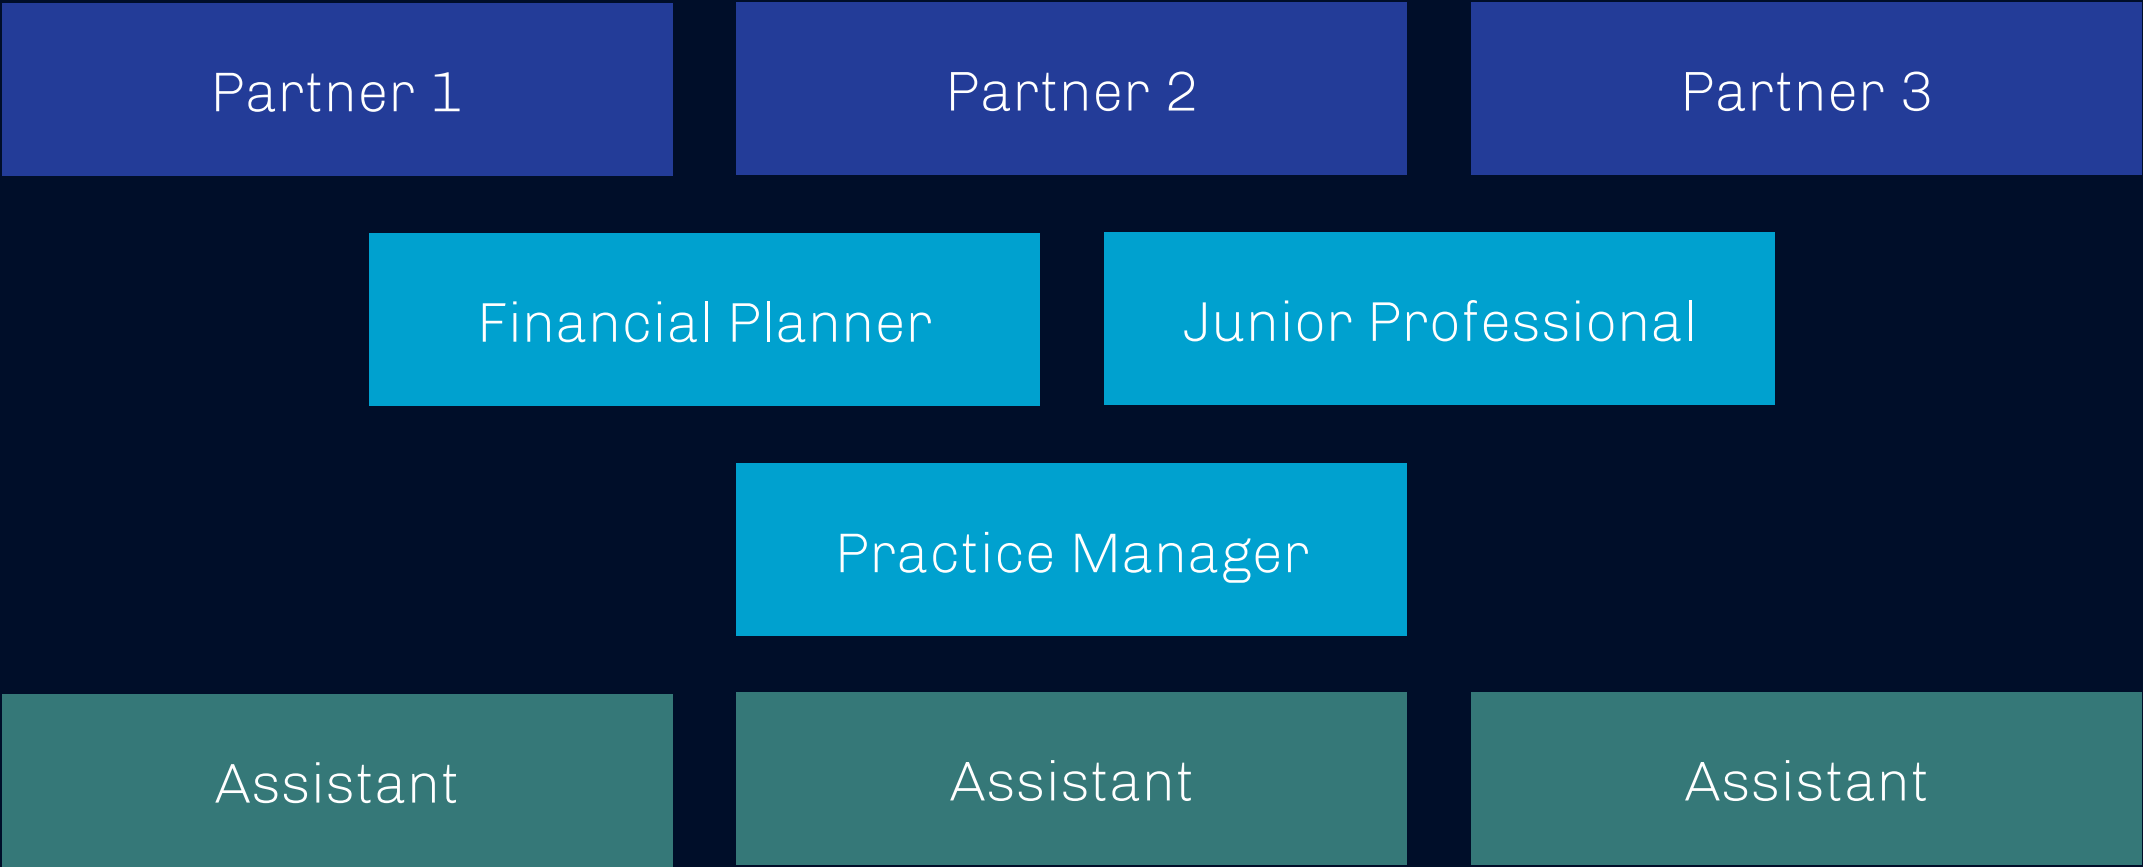 Partner 1
Partner 2
Partner 3
Financial Planner
Junior Professional
Practice Manager
Assistant
Assistant
Assistant